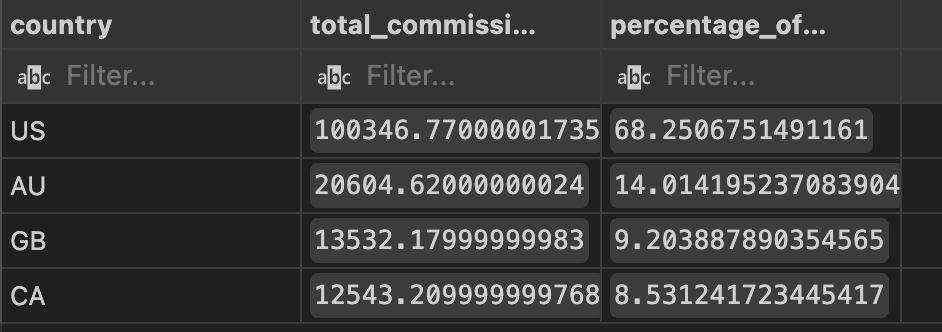 country total_commissi... percentage_of...
abc Filter... abc Filter... abc Filter...
US 100346.77000001735 68.2506751491161
AU 20604.62000000024 14.014195237083904
GB 13532.17999999983 9.203887890354565
CA 12543.209999999768 8.531241723445417